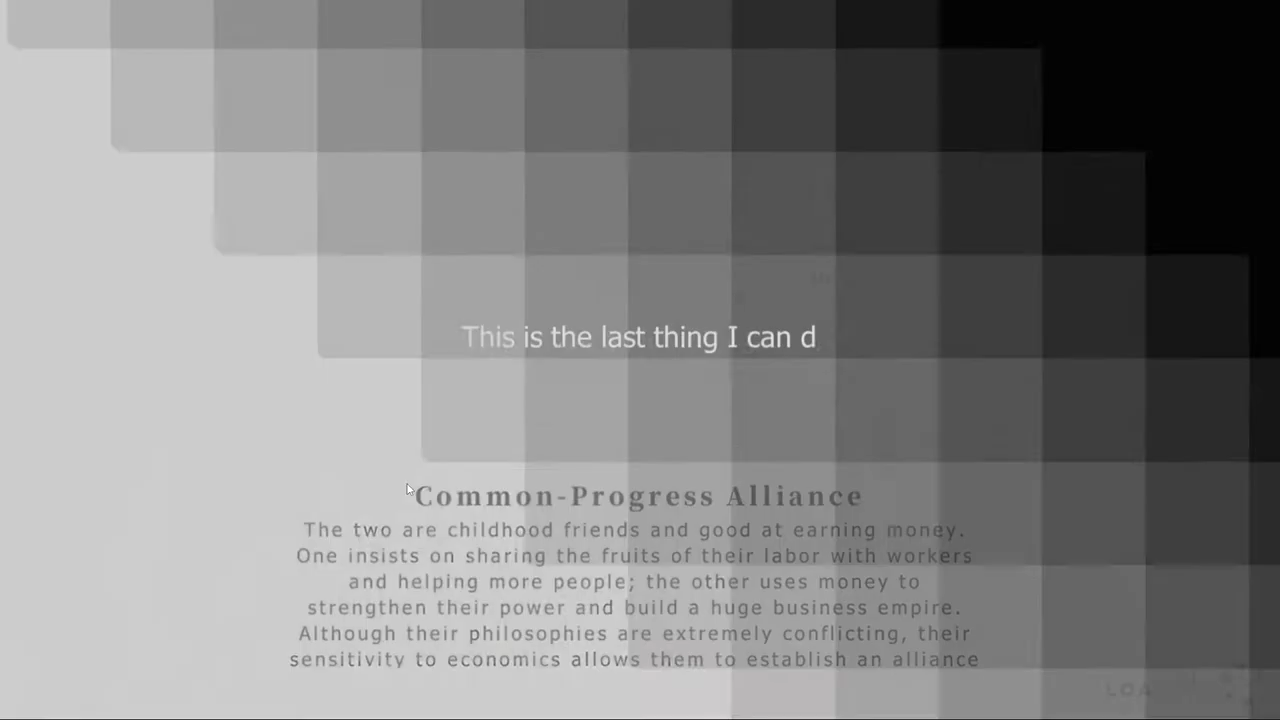 This is the last thing I can d
Common-Progress Alliance
The two are childhood friends and good at earning money.
One insists on sharing the fruits of their labor with workers
and helping more people; the other uses money to
strengthen their power and build a huge business empire.
Although their philosophies are extremely conflicting, their
sensitivity to economics allows them to establish an alliance
LOA